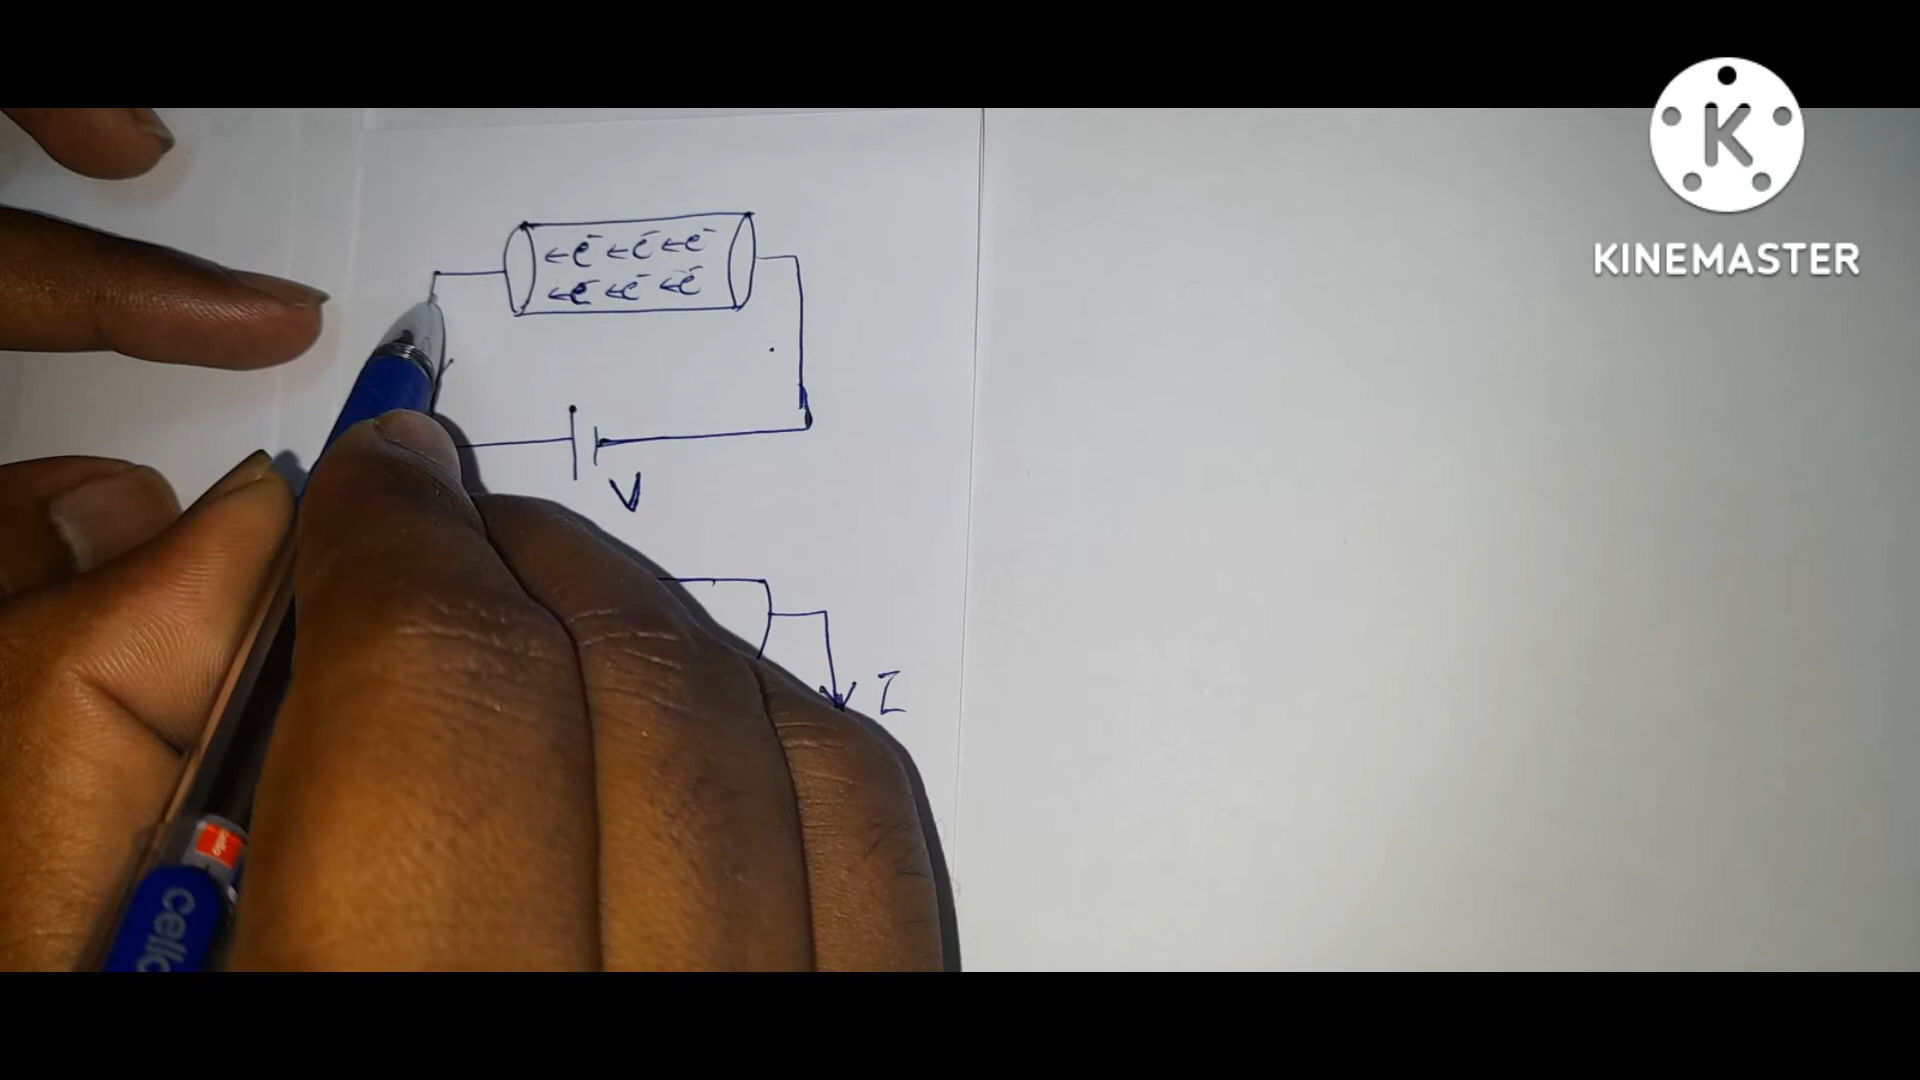 K
KINEMASTER
←e⁻ ←e⁻ ←e⁻
←e⁻ ←e⁻ ←e⁻
V
I
cello